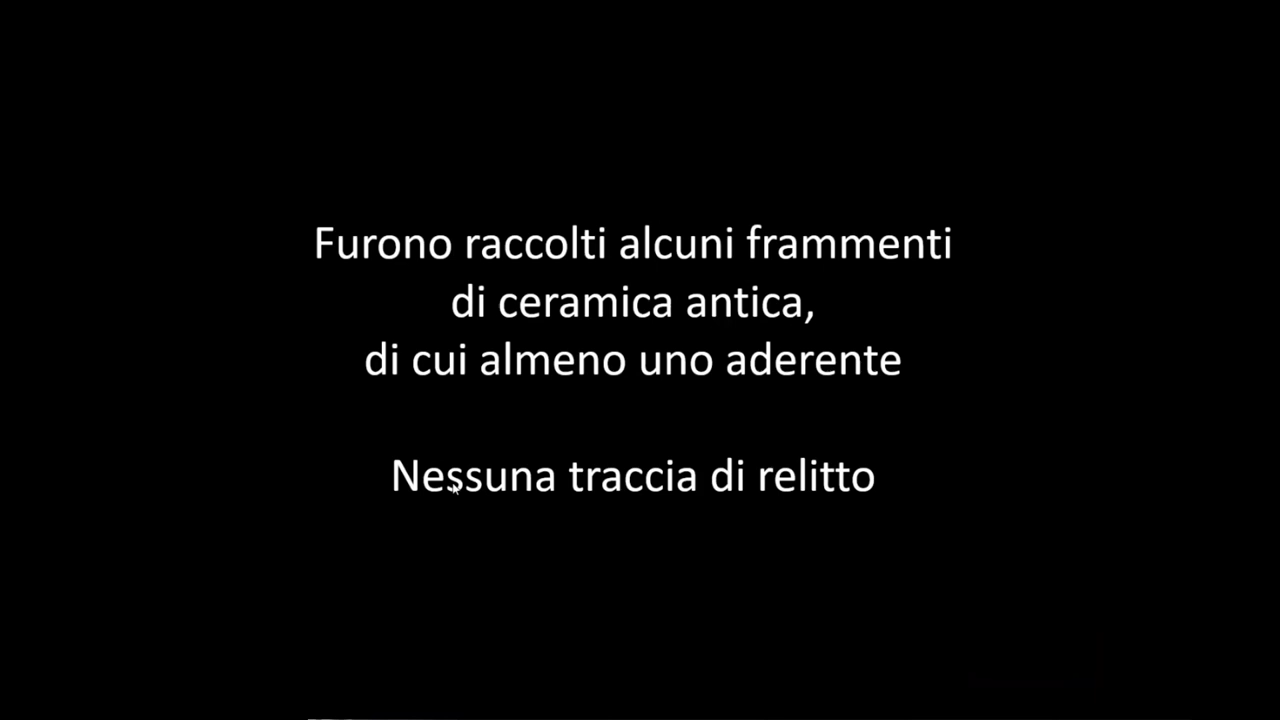 Furono raccolti alcuni frammenti
di ceramica antica,
di cui almeno uno aderente
Nessuna traccia di relitto